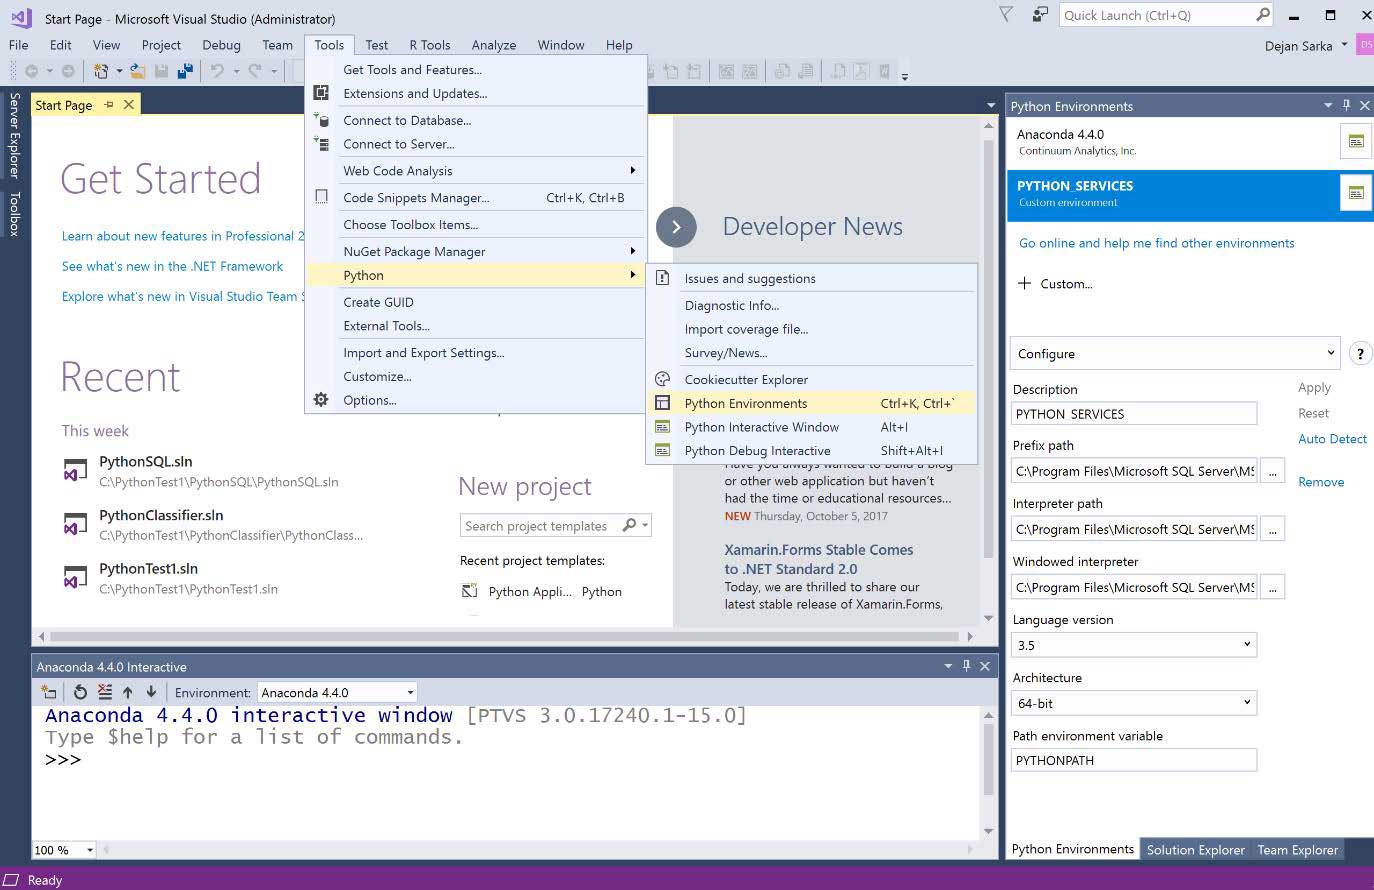 Start Page - Microsoft Visual Studio (Administrator)
Quick Launch (Ctrl+Q)
File Edit View Project Debug Team Tools Test R Tools Analyze Window Help
Dejan Sarka
DS
Server Explorer
Toolbox
Start Page
Get Started
Learn about new features in Professional 2
See what's new in the .NET Framework
Explore what's new in Visual Studio Team S
Recent
This week
PythonSQL.sln
C:\PythonTest1\PythonSQL\PythonSQL.sln
PythonClassifier.sln
C:\PythonTest1\PythonClassifier\PythonClass...
PythonTest1.sln
C:\PythonTest1\PythonTest1.sln
Get Tools and Features...
Extensions and Updates...
Connect to Database...
Connect to Server...
Web Code Analysis
Code Snippets Manager... Ctrl+K, Ctrl+B
Choose Toolbox Items...
NuGet Package Manager
Python
Create GUID
External Tools...
Import and Export Settings...
Customize...
Options...
Issues and suggestions
Diagnostic Info...
Import coverage file...
Survey/News...
Cookiecutter Explorer
Python Environments Ctrl+K, Ctrl+`
Python Interactive Window Alt+I
Python Debug Interactive Shift+Alt+I
New project
Search project templates
Recent project templates:
Python Appli... Python
Developer News
Have you always wanted to build a blog
or other web application but haven't
had the time or educational resources...
NEW Thursday, October 5, 2017
Xamarin.Forms Stable Comes
to .NET Standard 2.0
Today, we are thrilled to share our
latest stable release of Xamarin.Forms,
Anaconda 4.4.0 Interactive
Environment: Anaconda 4.4.0
Anaconda 4.4.0 interactive window [PTVS 3.0.17240.1-15.0]
Type $help for a list of commands.
>>>
100 %
Python Environments
Anaconda 4.4.0
Continuum Analytics, Inc.
PYTHON_SERVICES
Custom environment
Go online and help me find other environments
+ Custom...
Configure
?
Description
PYTHON_SERVICES
Apply
Reset
Auto Detect
Remove
Prefix path
C:\Program Files\Microsoft SQL Server\MS ...
Interpreter path
C:\Program Files\Microsoft SQL Server\MS ...
Windowed interpreter
C:\Program Files\Microsoft SQL Server\MS ...
Language version
3.5
Architecture
64-bit
Path environment variable
PYTHONPATH
Python Environments Solution Explorer Team Explorer
Ready